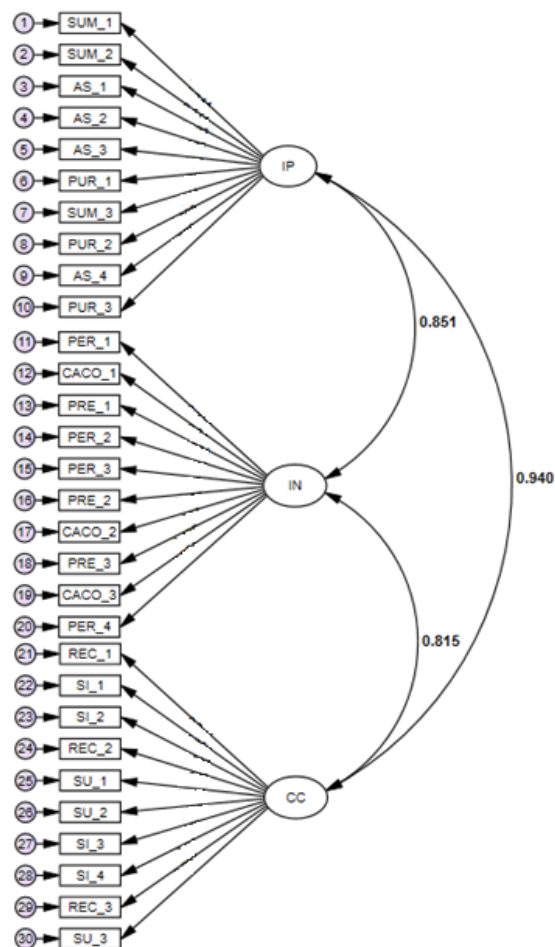 1 SUM_1
2 SUM_2
3 AS_1
4 AS_2
5 AS_3
6 PUR_1
7 SUM_3
8 PUR_2
9 AS_4
10 PUR_3
IP
11 PER_1
12 CACO_1
13 PRE_1
14 PER_2
15 PER_3
16 PRE_2
17 CACO_2
18 PRE_3
19 CACO_3
20 PER_4
IN
21 REC_1
22 SI_1
23 SI_2
24 REC_2
25 SU_1
26 SU_2
27 SI_3
28 SI_4
29 REC_3
30 SU_3
CC
0.851
0.940
0.815